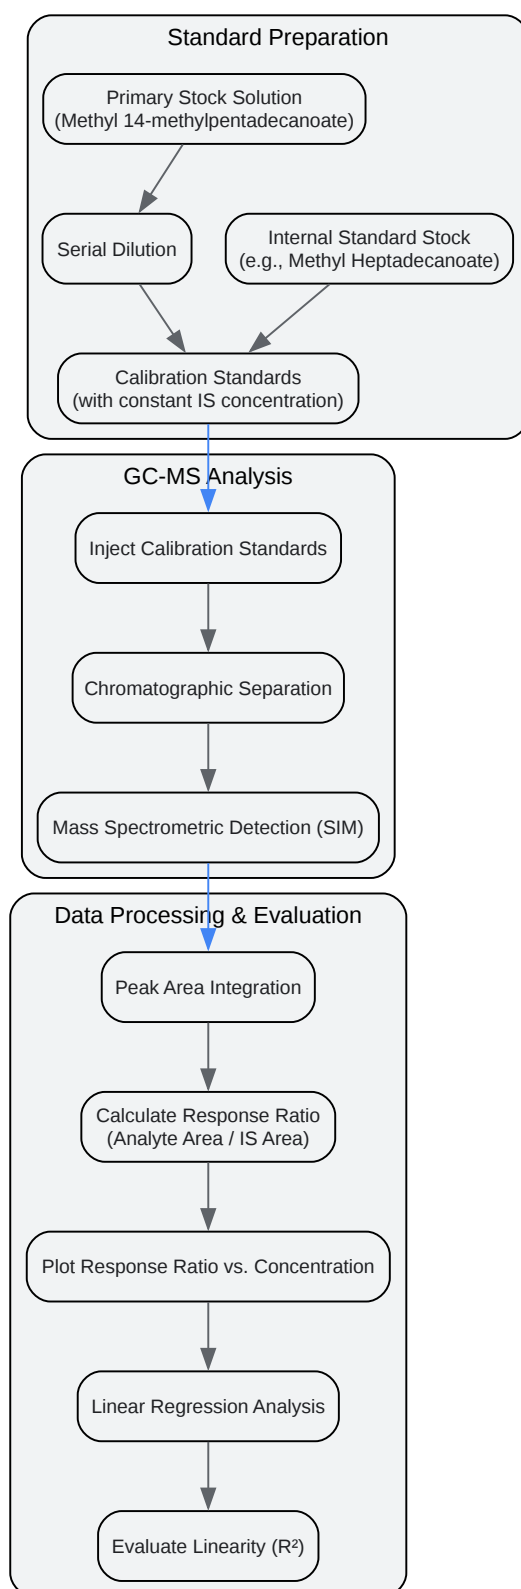 Standard Preparation
Primary Stock Solution
(Methyl 14-methylpentadecanoate)
Serial Dilution
Internal Standard Stock
(e.g., Methyl Heptadecanoate)
Calibration Standards
(with constant IS concentration)
GC-MS Analysis
Inject Calibration Standards
Chromatographic Separation
Mass Spectrometric Detection (SIM)
Data Processing & Evaluation
Peak Area Integration
Calculate Response Ratio
(Analyte Area / IS Area)
Plot Response Ratio vs. Concentration
Linear Regression Analysis
Evaluate Linearity (R²)